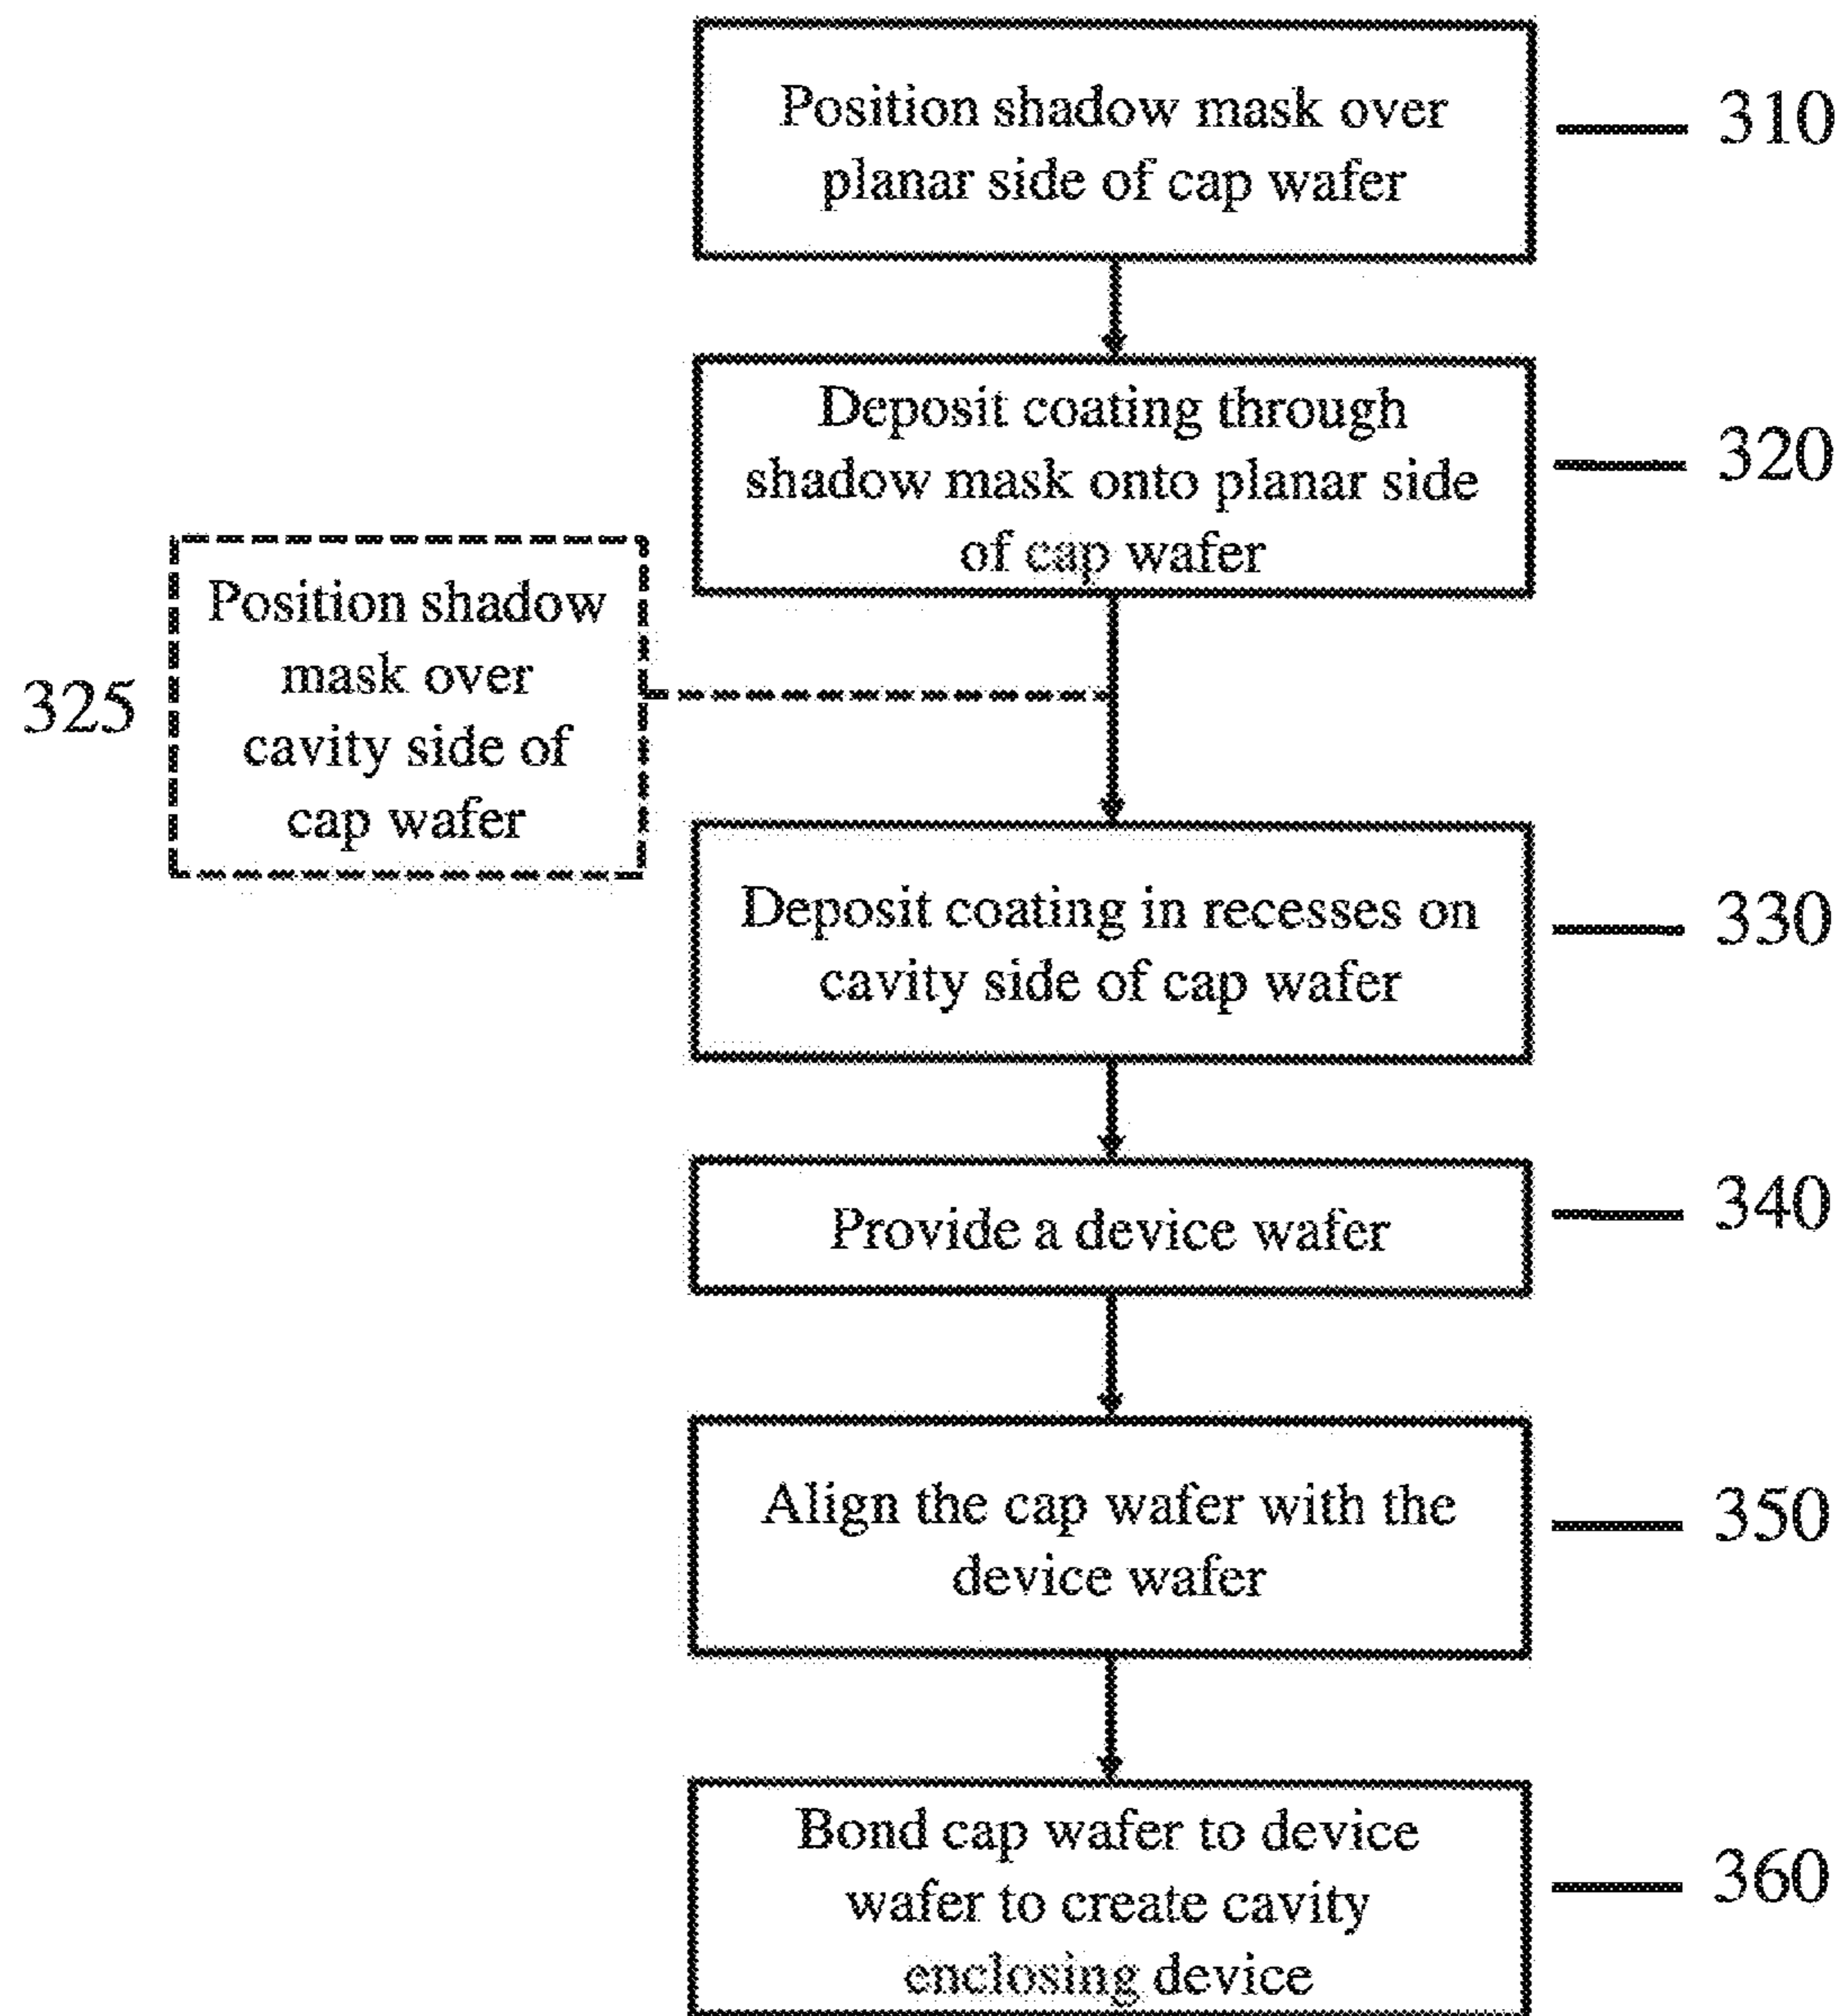 Position shadow mask over
planar side of cap wafer
310
Deposit coating through
shadow mask onto planar side
of cap wafer
320
Position shadow
mask over
cavity side of
cap wafer
325
Deposit coating in recesses on
cavity side of cap wafer
330
Provide a device wafer
340
Align the cap wafer with the
device wafer
350
Bond cap wafer to device
wafer to create cavity
enclosing device
360